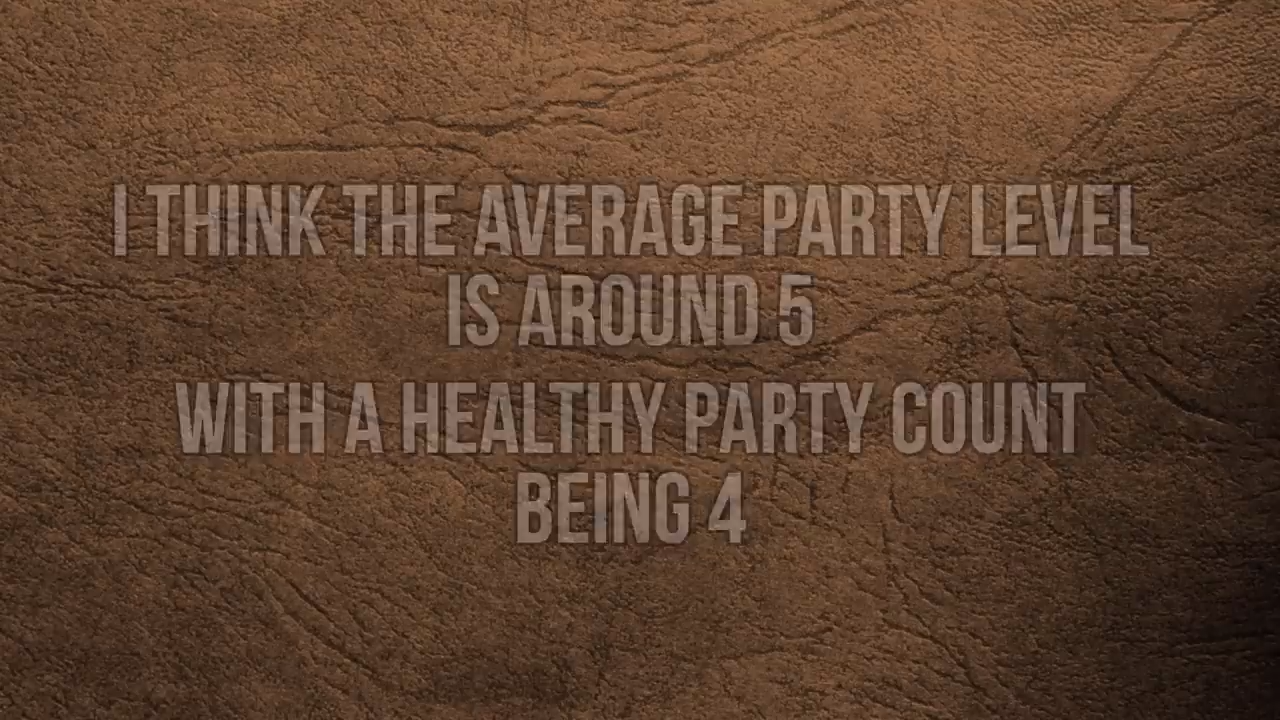 I THINK THE AVERAGE PARTY LEVEL
IS AROUND 5
WITH A HEALTHY PARTY COUNT
BEING 4